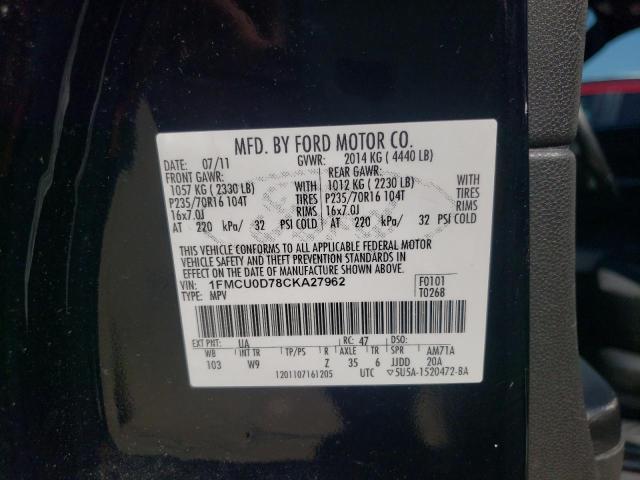 MFD. BY FORD MOTOR CO.
DATE: 07/11 GVWR: 2014 KG ( 4440 LB)
FRONT GAWR: REAR GAWR:
1057 KG ( 2330 LB) WITH 1012 KG ( 2230 LB) WITH
P235/70R16 104T TIRES P235/70R16 104T TIRES
16x7.0J RIMS 16x7.0J RIMS
AT 220 kPa/ 32 PSI COLD AT 220 kPa/ 32 PSI COLD
THIS VEHICLE CONFORMS TO ALL APPLICABLE FEDERAL MOTOR
VEHICLE SAFETY AND THEFT PREVENTION STANDARDS IN
EFFECT ON THE DATE OF MANUFACTURE SHOWN ABOVE.
VIN: 1FMCU0D78CKA27962 F0101
TYPE: MPV T0268
EXT PNT: UA RC: 47 DSO:
WB INT TR TP/PS R AXLE TR SPR AM71A
103 W9 Z 35 6 JJDD 20A
1201107161205 UTC ▽5U5A-1520472-BA